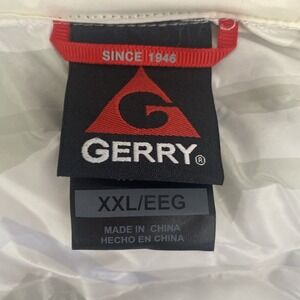 SINCE 1946
GERRY®
XXL/EEG
MADE IN CHINA
HECHO EN CHINA